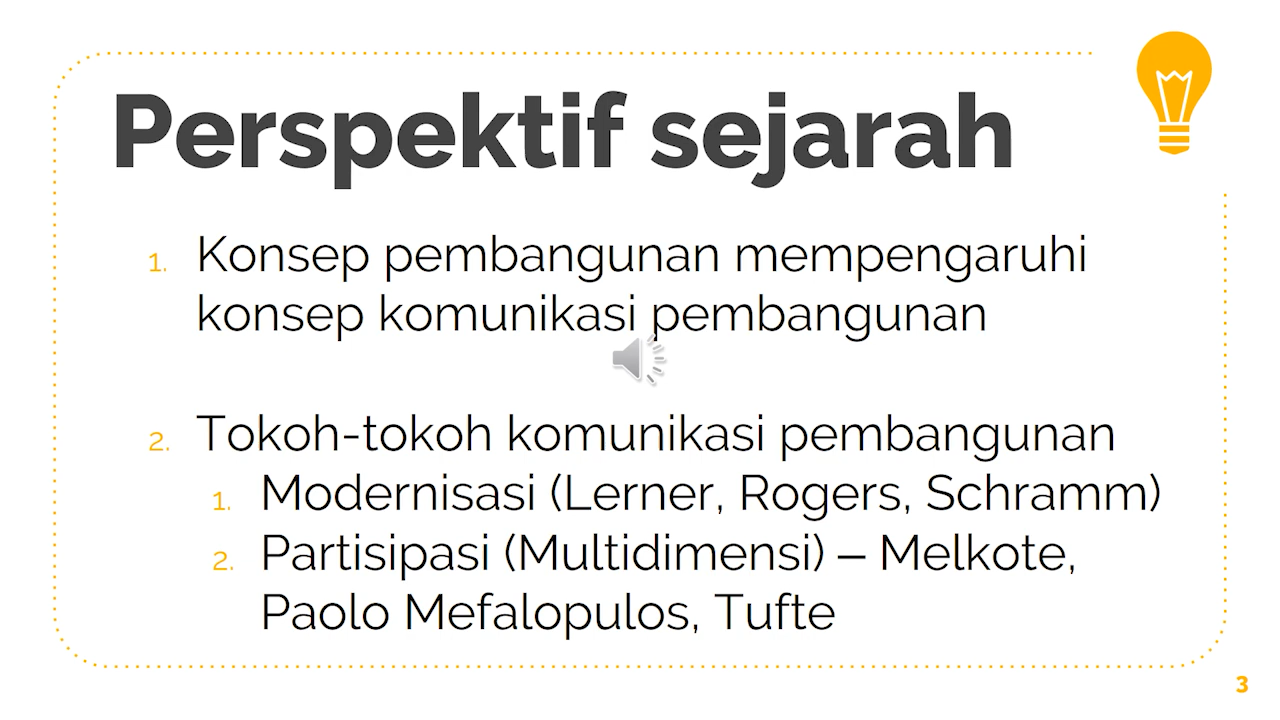 Perspektif sejarah
1. Konsep pembangunan mempengaruhi
konsep komunikasi pembangunan
2. Tokoh-tokoh komunikasi pembangunan
1. Modernisasi (Lerner, Rogers, Schramm)
2. Partisipasi (Multidimensi) – Melkote,
Paolo Mefalopulos, Tufte
3